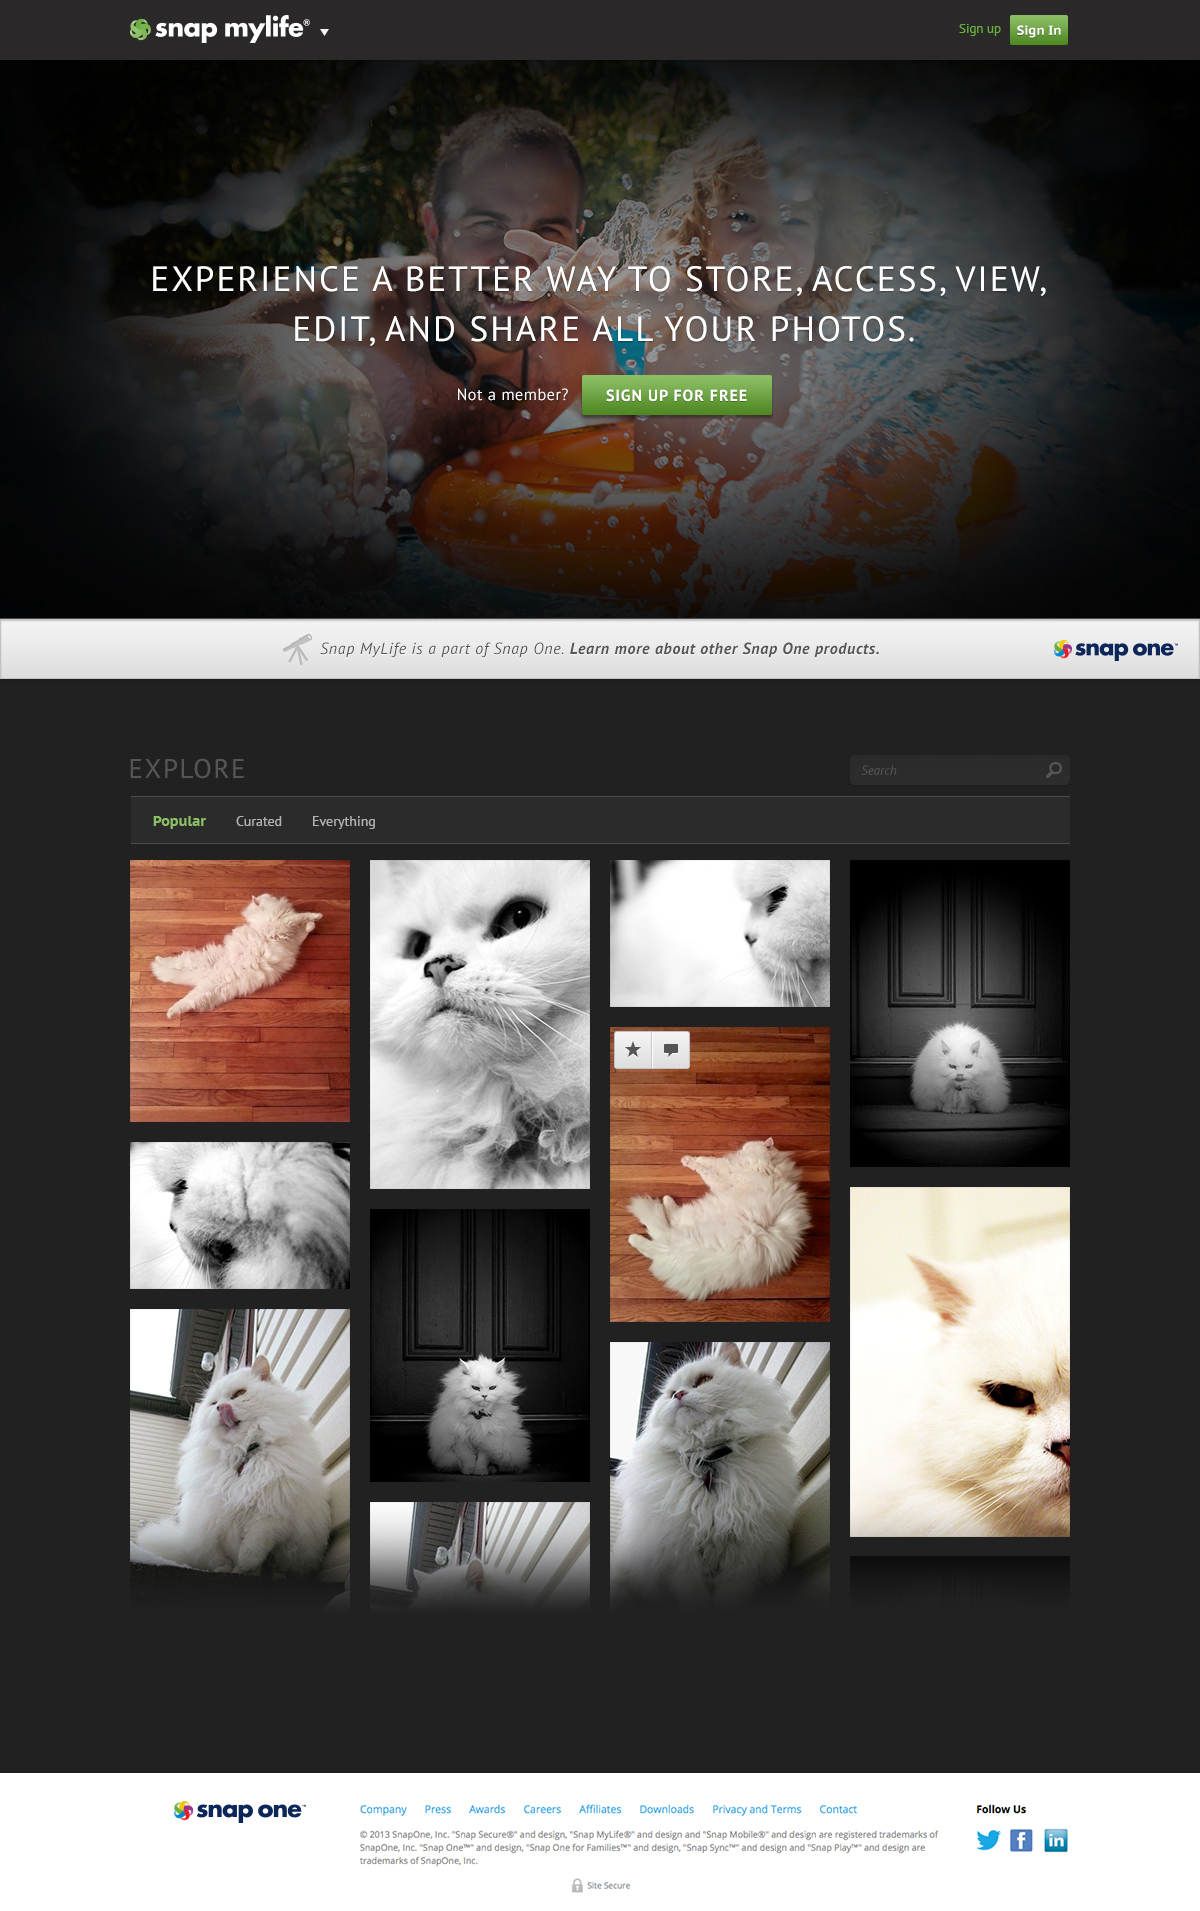 snap mylife®
Sign up
Sign In
EXPERIENCE A BETTER WAY TO STORE, ACCESS, VIEW,
EDIT, AND SHARE ALL YOUR PHOTOS.
Not a member?
SIGN UP FOR FREE
Snap MyLife is a part of Snap One. Learn more about other Snap One products.
snap one™
EXPLORE
Search
Popular
Curated
Everything
snap one™
Company
Press
Awards
Careers
Affiliates
Downloads
Privacy and Terms
Contact
© 2013 SnapOne, Inc. "Snap Secure®" and design, "Snap MyLife®" and design and "Snap Mobile®" and design are registered trademarks of
SnapOne, Inc. "Snap One™" and design, "Snap One for Families™" and design, "Snap Sync™" and design and "Snap Play™" and design are
trademarks of SnapOne, Inc.
Site Secure
Follow Us
f
in